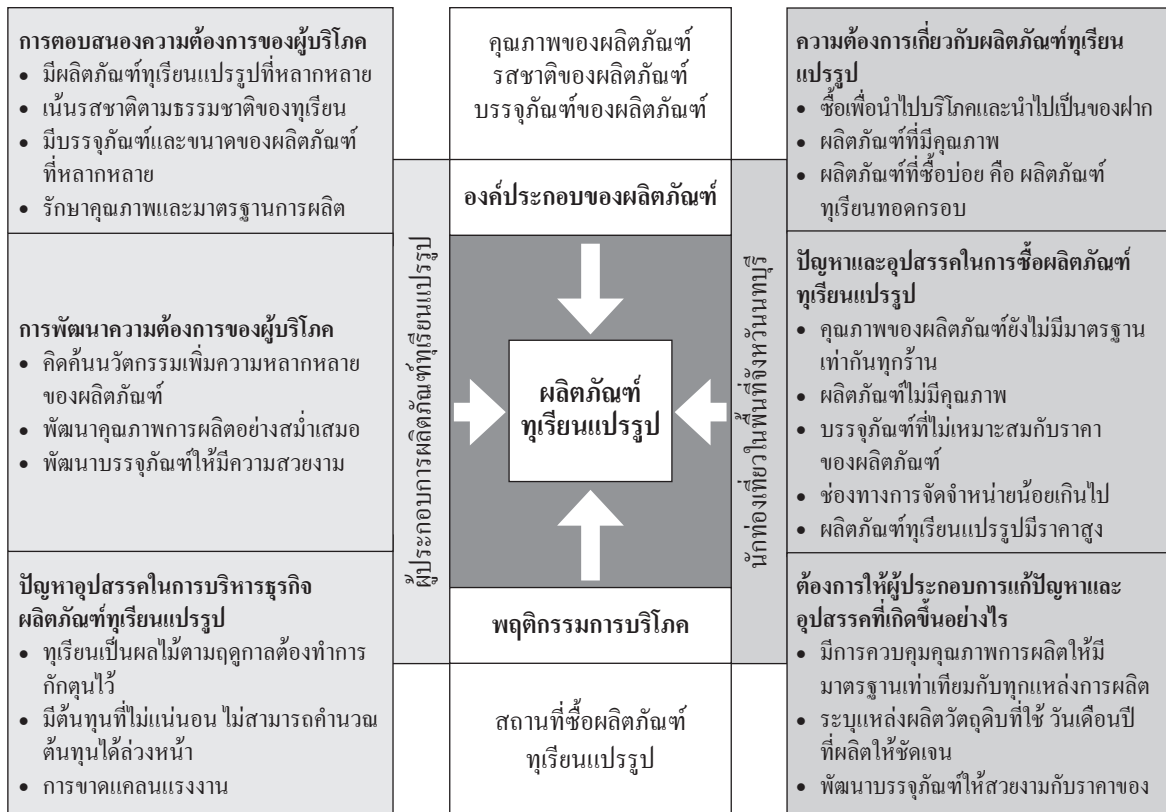 การตอบสนองความต้องการของผู้บริโภค
• มีผลิตภัณฑ์ทุเรียนแปรรูปที่หลากหลาย
• เน้นรสชาติตามธรรมชาติของทุเรียน
• มีบรรจุภัณฑ์และขนาดของผลิตภัณฑ์
ที่หลากหลาย
• รักษาคุณภาพและมาตรฐานการผลิต
การพัฒนาความต้องการของผู้บริโภค
• คิดค้นนวัตกรรมเพิ่มความหลากหลาย
ของผลิตภัณฑ์
• พัฒนาคุณภาพการผลิตอย่างสม่ำเสมอ
• พัฒนาบรรจุภัณฑ์ให้มีความสวยงาม
ปัญหาอุปสรรคในการบริหารธุรกิจ
ผลิตภัณฑ์ทุเรียนแปรรูป
• ทุเรียนเป็นผลไม้ตามฤดูกาลต้องทำการ
กักตุนไว้
• มีต้นทุนที่ไม่แน่นอน ไม่สามารถคำนวณ
ต้นทุนได้ล่วงหน้า
• การขาดแคลนแรงงาน
ผู้ประกอบการผลิตภัณฑ์ทุเรียนแปรรูป
คุณภาพของผลิตภัณฑ์
รสชาติของผลิตภัณฑ์
บรรจุภัณฑ์ของผลิตภัณฑ์
องค์ประกอบของผลิตภัณฑ์
ผลิตภัณฑ์
ทุเรียนแปรรูป
พฤติกรรมการบริโภค
สถานที่ซื้อผลิตภัณฑ์
ทุเรียนแปรรูป
นักท่องเที่ยวในพื้นที่จังหวันนทบุรี
ความต้องการเกี่ยวกับผลิตภัณฑ์ทุเรียน
แปรรูป
• ซื้อเพื่อนำไปบริโภคและนำไปเป็นของฝาก
• ผลิตภัณฑ์ที่มีคุณภาพ
• ผลิตภัณฑ์ที่ซื้อบ่อย คือ ผลิตภัณฑ์
ทุเรียนทอดกรอบ
ปัญหาและอุปสรรคในการซื้อผลิตภัณฑ์
ทุเรียนแปรรูป
• คุณภาพของผลิตภัณฑ์ยังไม่มีมาตรฐาน
เท่ากันทุกร้าน
• ผลิตภัณฑ์ไม่มีคุณภาพ
• บรรจุภัณฑ์ที่ไม่เหมาะสมกับราคา
ของผลิตภัณฑ์
• ช่องทางการจัดจำหน่ายน้อยเกินไป
• ผลิตภัณฑ์ทุเรียนแปรรูปมีราคาสูง
ต้องการให้ผู้ประกอบการแก้ปัญหาและ
อุปสรรคที่เกิดขึ้นอย่างไร
• มีการควบคุมคุณภาพการผลิตให้มี
มาตรฐานเท่าเทียมกับทุกแหล่งการผลิต
• ระบุแหล่งผลิตวัตถุดิบที่ใช้ วันเดือนปี
ที่ผลิตให้ชัดเจน
• พัฒนาบรรจุภัณฑ์ให้สวยงามกับราคาของ